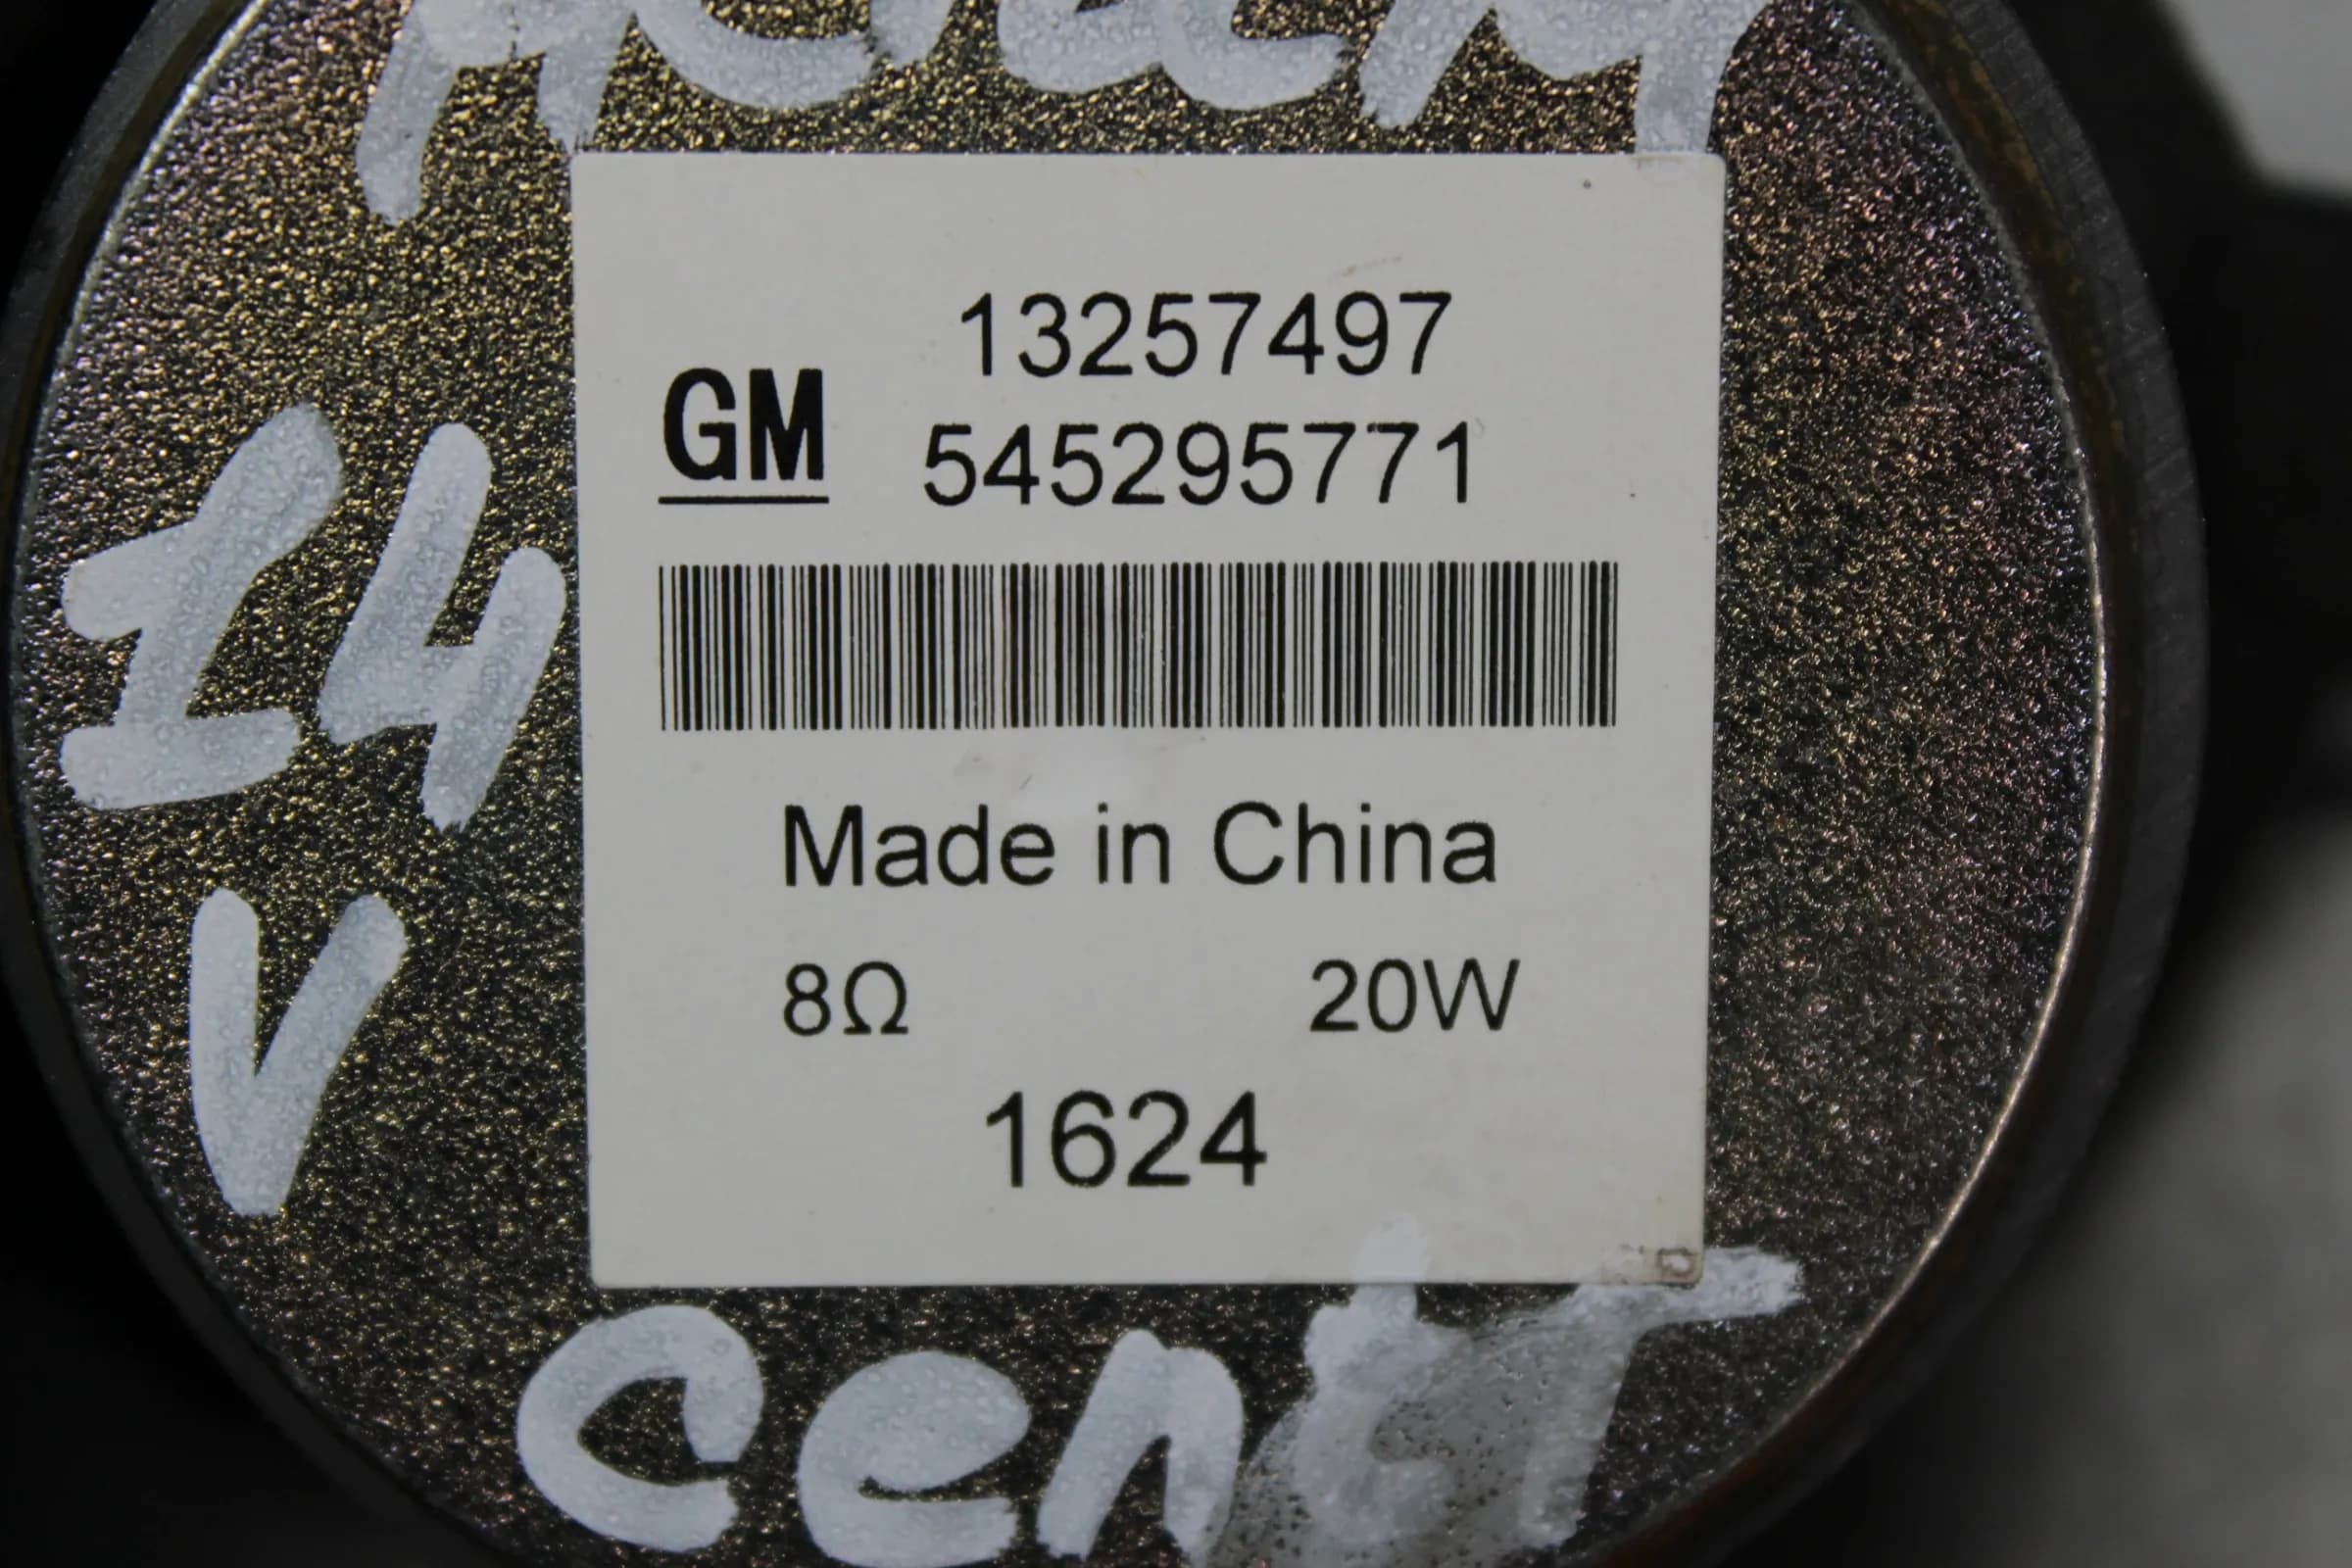 13257497
GM 545295771
Made in China
8Ω 20W
1624
14
V
cent